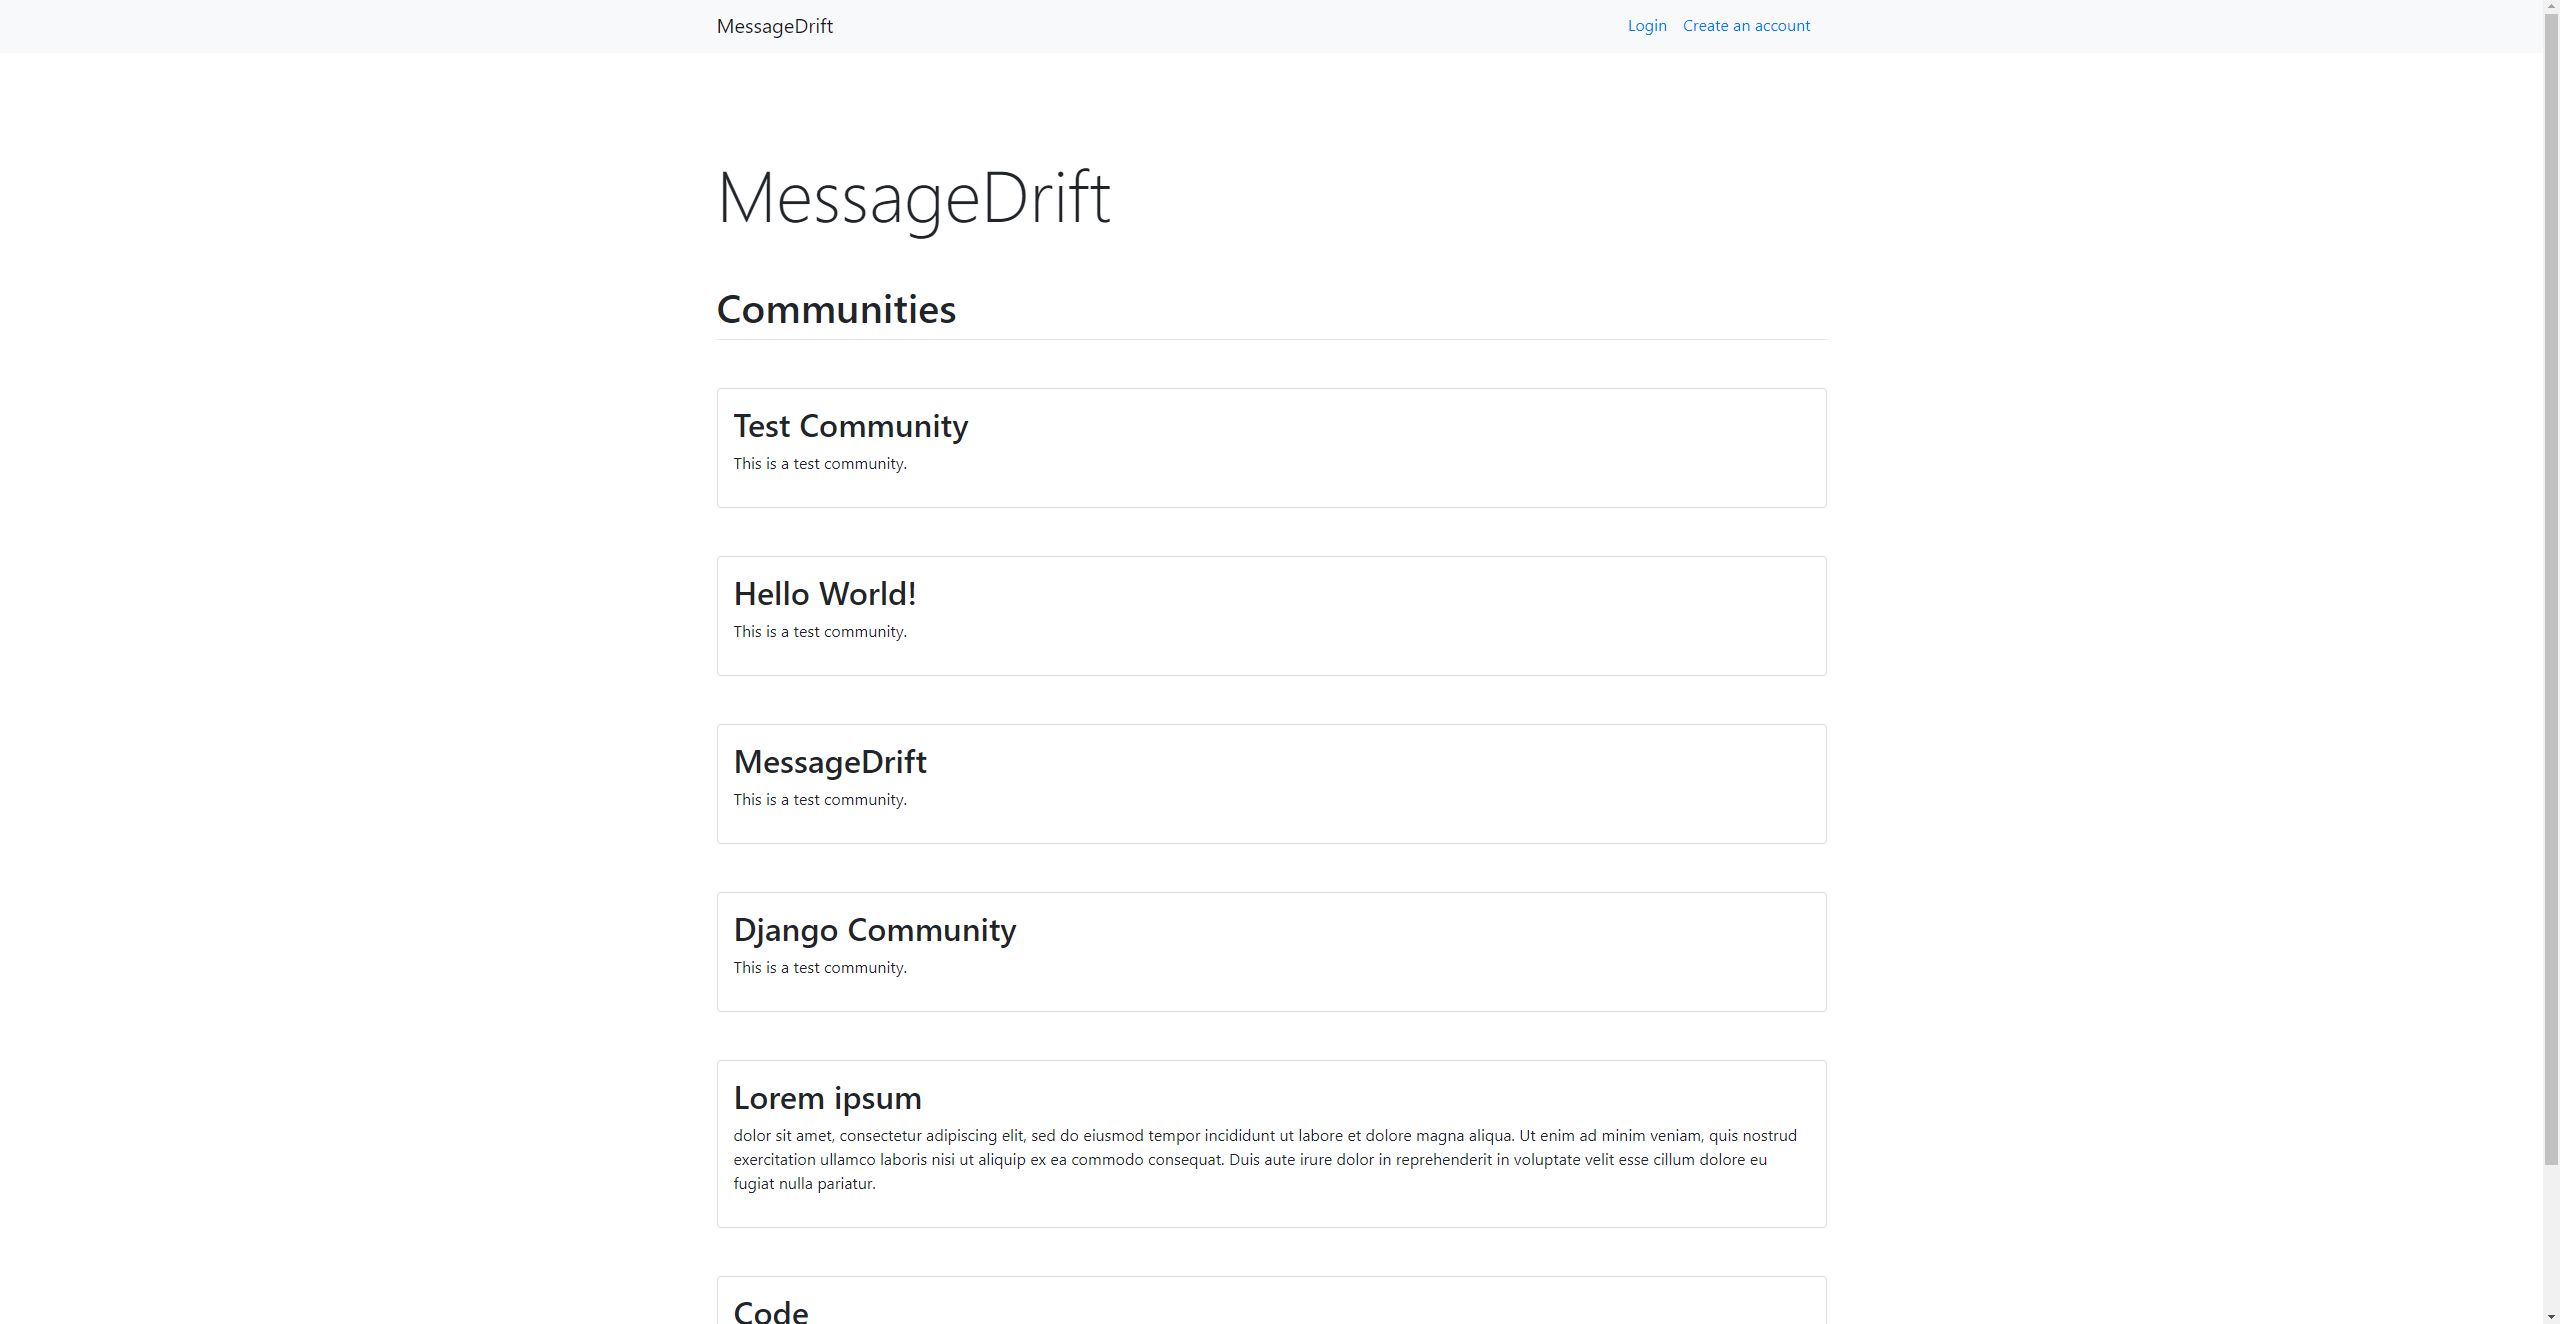 MessageDrift
Login
Create an account
MessageDrift
Communities
Test Community
This is a test community.
Hello World!
This is a test community.
MessageDrift
This is a test community.
Django Community
This is a test community.
Lorem ipsum
dolor sit amet, consectetur adipiscing elit, sed do eiusmod tempor incididunt ut labore et dolore magna aliqua. Ut enim ad minim veniam, quis nostrud
exercitation ullamco laboris nisi ut aliquip ex ea commodo consequat. Duis aute irure dolor in reprehenderit in voluptate velit esse cillum dolore eu
fugiat nulla pariatur.
Code